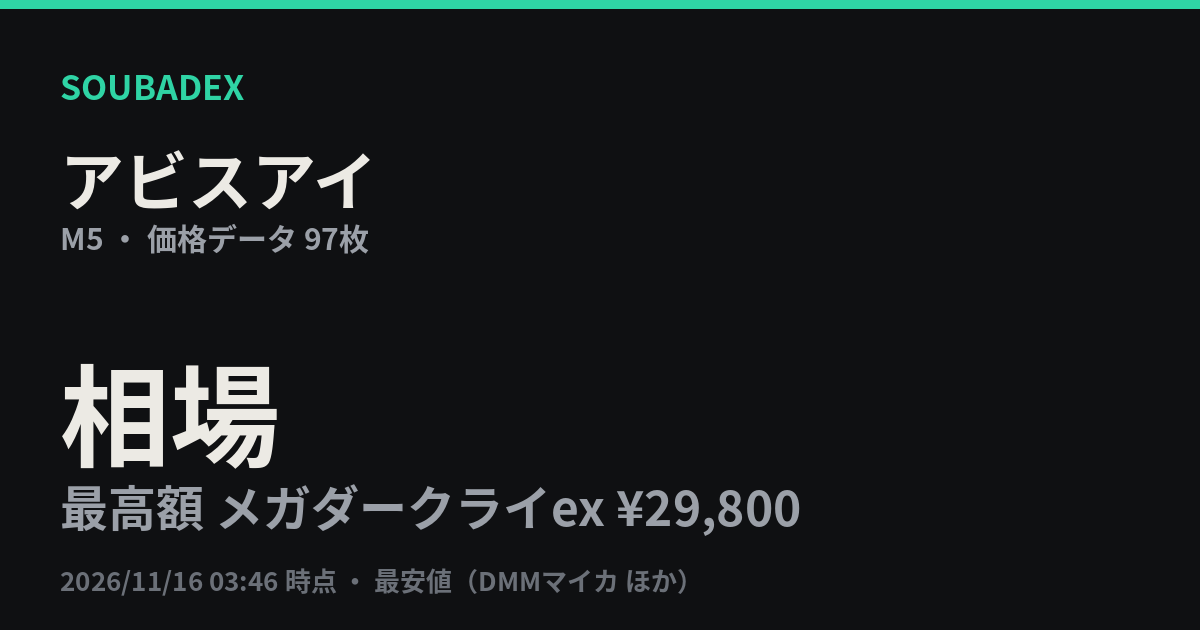 SOUBADEX
アビスアイ
M5 ・ 価格データ 97枚
相場
最高額 メガダークライex ¥29,800
2026/11/16 03:46 時点 ・ 最安値（DMMマイカ ほか）